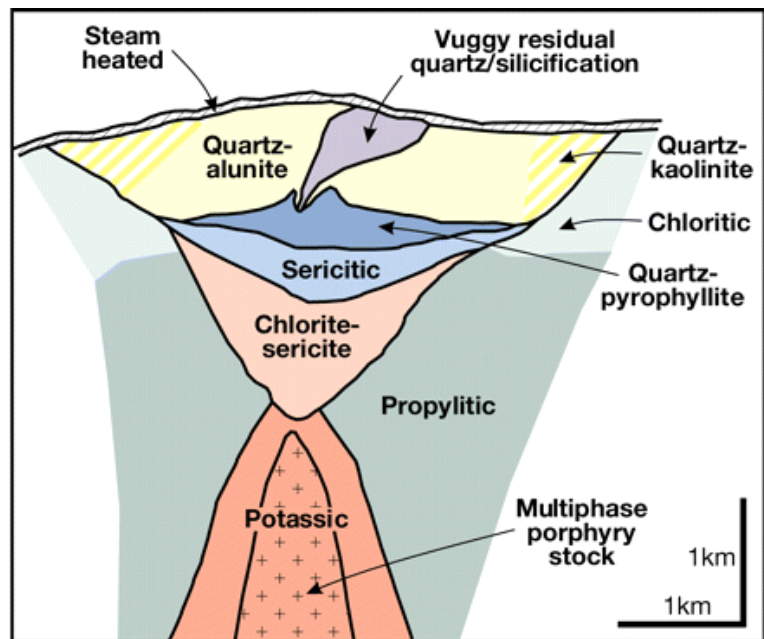 Steam
heated
Vuggy residual
quartz/silicification
Quartz-
alunite
Quartz-
kaolinite
Chloritic
Sericitic
Quartz-
pyrophyllite
Chlorite-
sericite
Propylitic
Potassic
Multiphase
porphyry
stock
1km
1km